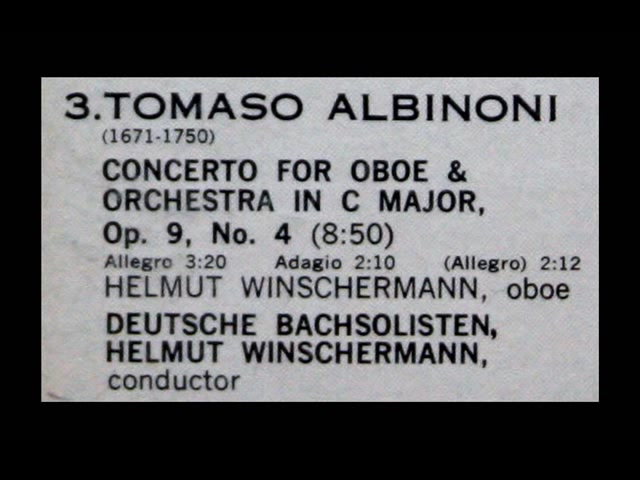 3. TOMASO ALBINONI
(1671-1750)
CONCERTO FOR OBOE &
ORCHESTRA IN C MAJOR,
Op. 9, No. 4 (8:50)
Allegro 3:20 Adagio 2:10 (Allegro) 2:12
HELMUT WINSCHERMANN, oboe
DEUTSCHE BACHSOLISTEN,
HELMUT WINSCHERMANN,
conductor